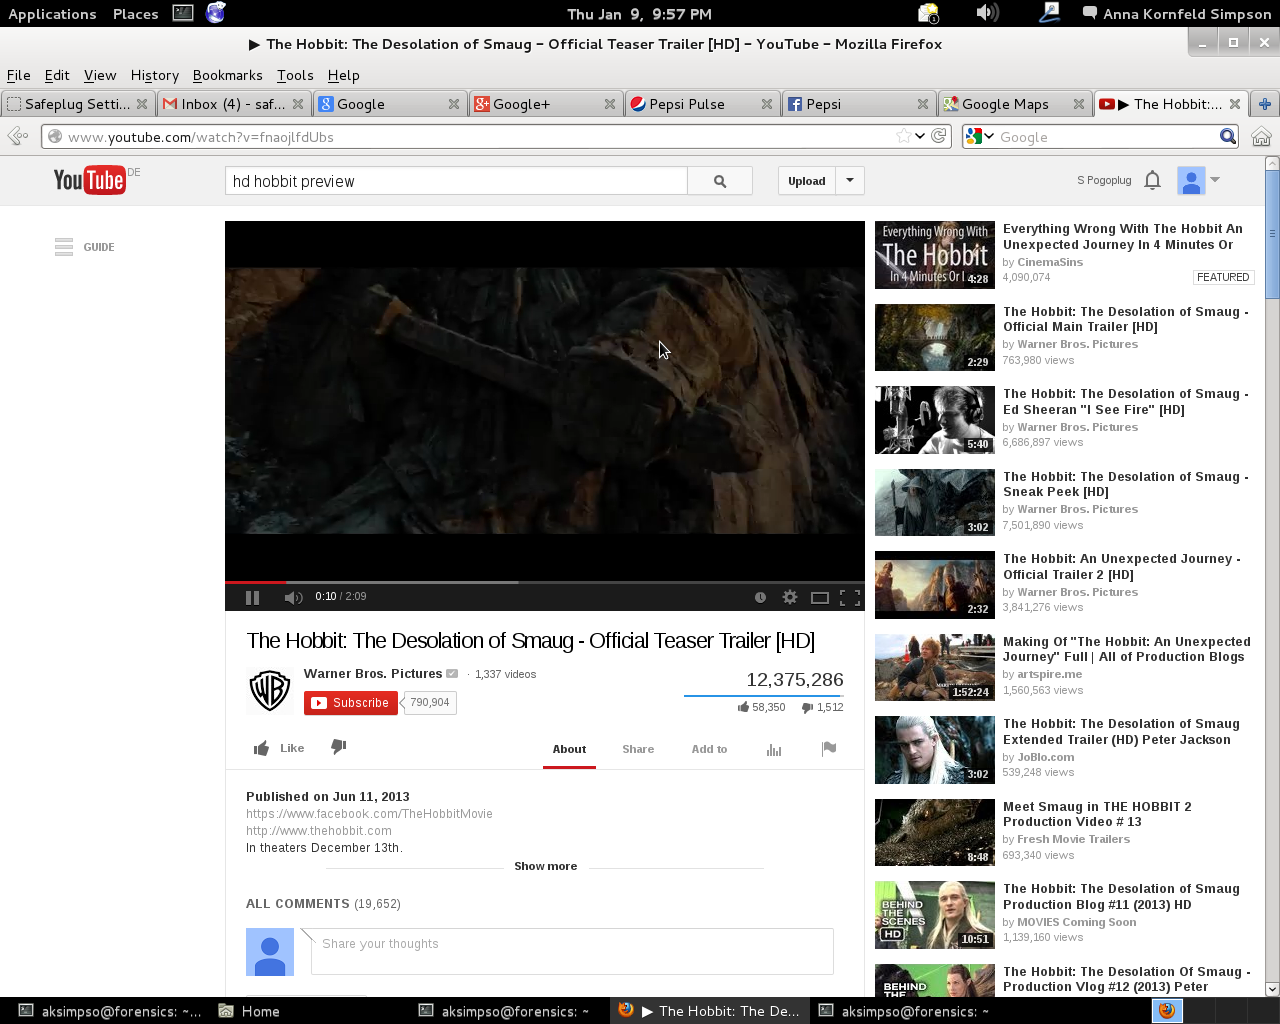 Applications Places Thu Jan 9, 9:57 PM 1 Anna Kornfeld Simpson
▶ The Hobbit: The Desolation of Smaug - Official Teaser Trailer [HD] - YouTube - Mozilla Firefox
File Edit View History Bookmarks Tools Help
Safeplug Setti... Inbox (4) - saf... Google Google+ Pepsi Pulse Pepsi Google Maps ▶ The Hobbit:...
www.youtube.com/watch?v=fnaojlfdUbs Google
YouTube DE hd hobbit preview Upload S Pogoplug
GUIDE
Everything Wrong With
The Hobbit
In 4 Minutes Or
4:28
Everything Wrong With The Hobbit An
Unexpected Journey In 4 Minutes Or
by CinemaSins
4,090,074 FEATURED
2:29
The Hobbit: The Desolation of Smaug -
Official Main Trailer [HD]
by Warner Bros. Pictures
763,980 views
5:40
The Hobbit: The Desolation of Smaug -
Ed Sheeran "I See Fire" [HD]
by Warner Bros. Pictures
6,686,897 views
3:02
The Hobbit: The Desolation of Smaug -
Sneak Peek [HD]
by Warner Bros. Pictures
7,501,890 views
2:32
The Hobbit: An Unexpected Journey -
Official Trailer 2 [HD]
by Warner Bros. Pictures
3,841,276 views
1:52:24
Making Of "The Hobbit: An Unexpected
Journey" Full | All of Production Blogs
by artspire.me
1,560,563 views
3:02
The Hobbit: The Desolation of Smaug
Extended Trailer (HD) Peter Jackson
by JoBlo.com
539,248 views
8:48
Meet Smaug in THE HOBBIT 2
Production Video # 13
by Fresh Movie Trailers
693,340 views
BEHIND
THE
SCENES
HD
10:51
The Hobbit: The Desolation of Smaug
Production Blog #11 (2013) HD
by MOVIES Coming Soon
1,139,160 views
BEHIND
THE
The Hobbit: The Desolation Of Smaug -
Production Vlog #12 (2013) Peter
0:10 / 2:09
The Hobbit: The Desolation of Smaug - Official Teaser Trailer [HD]
WB
Warner Bros. Pictures · 1,337 videos
Subscribe 790,904
12,375,286
58,350 1,512
Like About Share Add to
Published on Jun 11, 2013
https://www.facebook.com/TheHobbitMovie
http://www.thehobbit.com
In theaters December 13th.
Show more
ALL COMMENTS (19,652)
Share your thoughts
aksimpso@forensics: ~... Home aksimpso@forensics: ~ ▶ The Hobbit: The De... aksimpso@forensics: ~